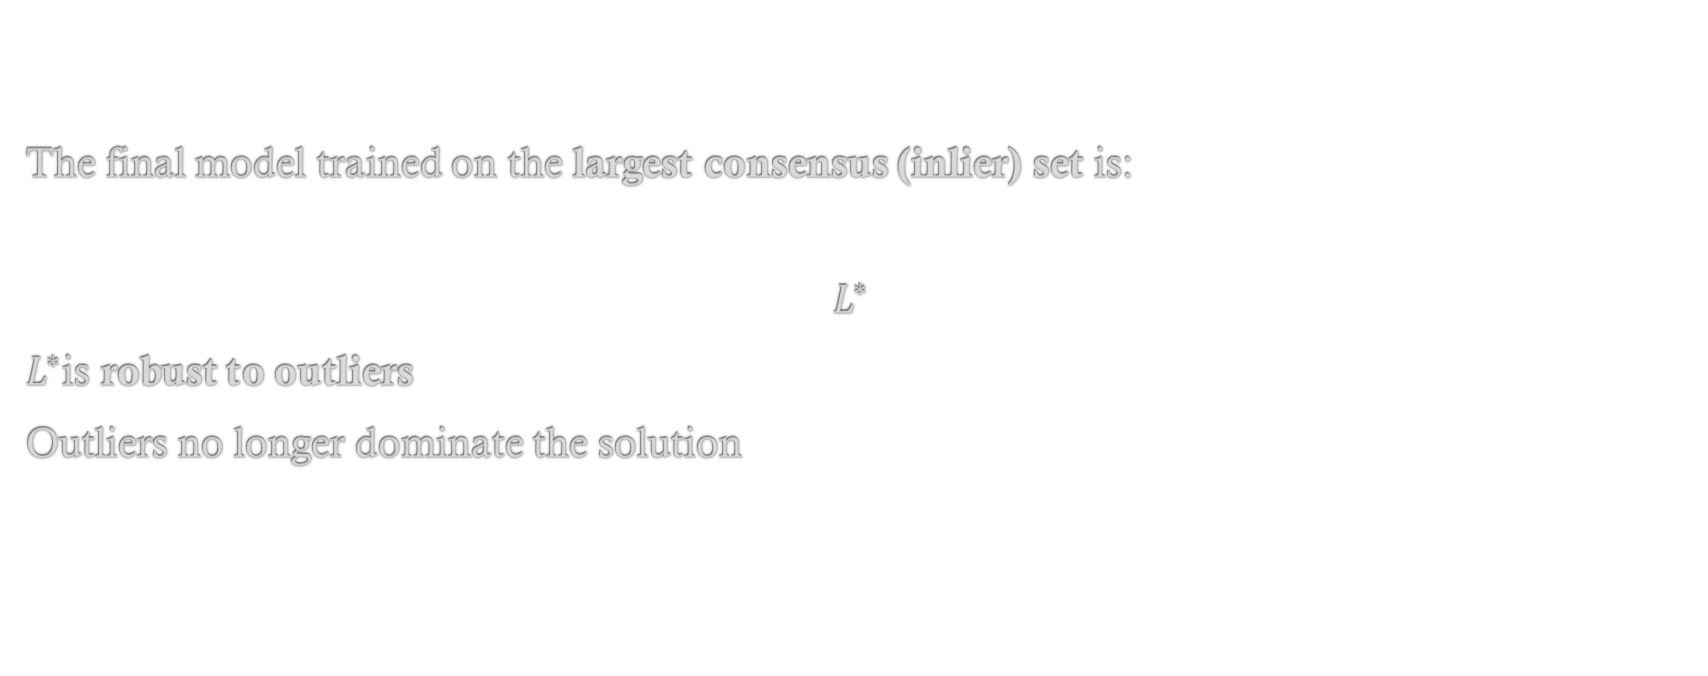 The final model trained on the largest consensus (inlier) set is:
L*
L* is robust to outliers
Outliers no longer dominate the solution